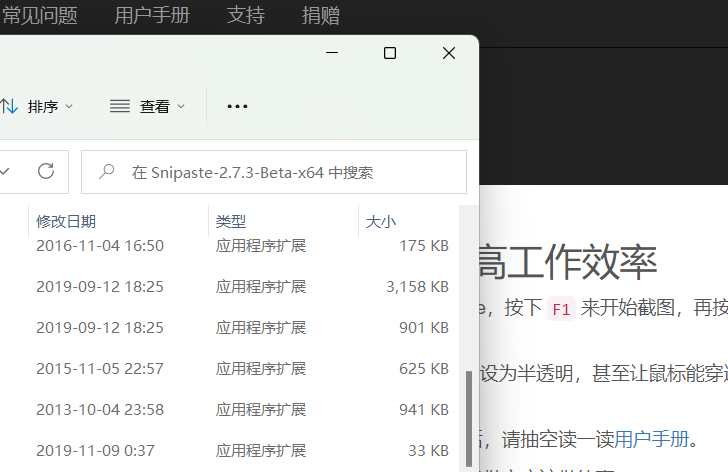 常见问题 用户手册 支持 捐赠
排序 查看
在 Snipaste-2.7.3-Beta-x64 中搜索
修改日期 类型 大小
2016-11-04 16:50 应用程序扩展 175 KB
2019-09-12 18:25 应用程序扩展 3,158 KB
2019-09-12 18:25 应用程序扩展 901 KB
2015-11-05 22:57 应用程序扩展 625 KB
2013-10-04 23:58 应用程序扩展 941 KB
2019-11-09 0:37 应用程序扩展 33 KB
高工作效率
e，按下 F1 来开始截图，再按
设为半透明，甚至让鼠标能穿
，请抽空读一读用户手册。